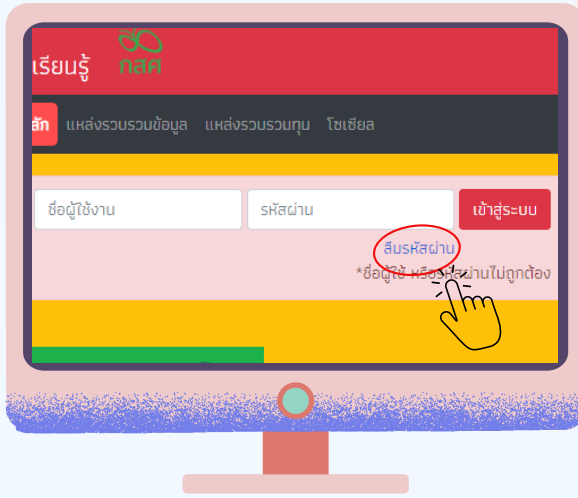 เรียนรู้
กสศ
ลัก แหล่งรวบรวมข้อมูล แหล่งรวบรวมทุน โซเชียล
ชื่อผู้ใช้งาน รหัสผ่าน เข้าสู่ระบบ
ลืมรหัสผ่าน
*ชื่อผู้ใช้ หรือรหัสผ่านไม่ถูกต้อง